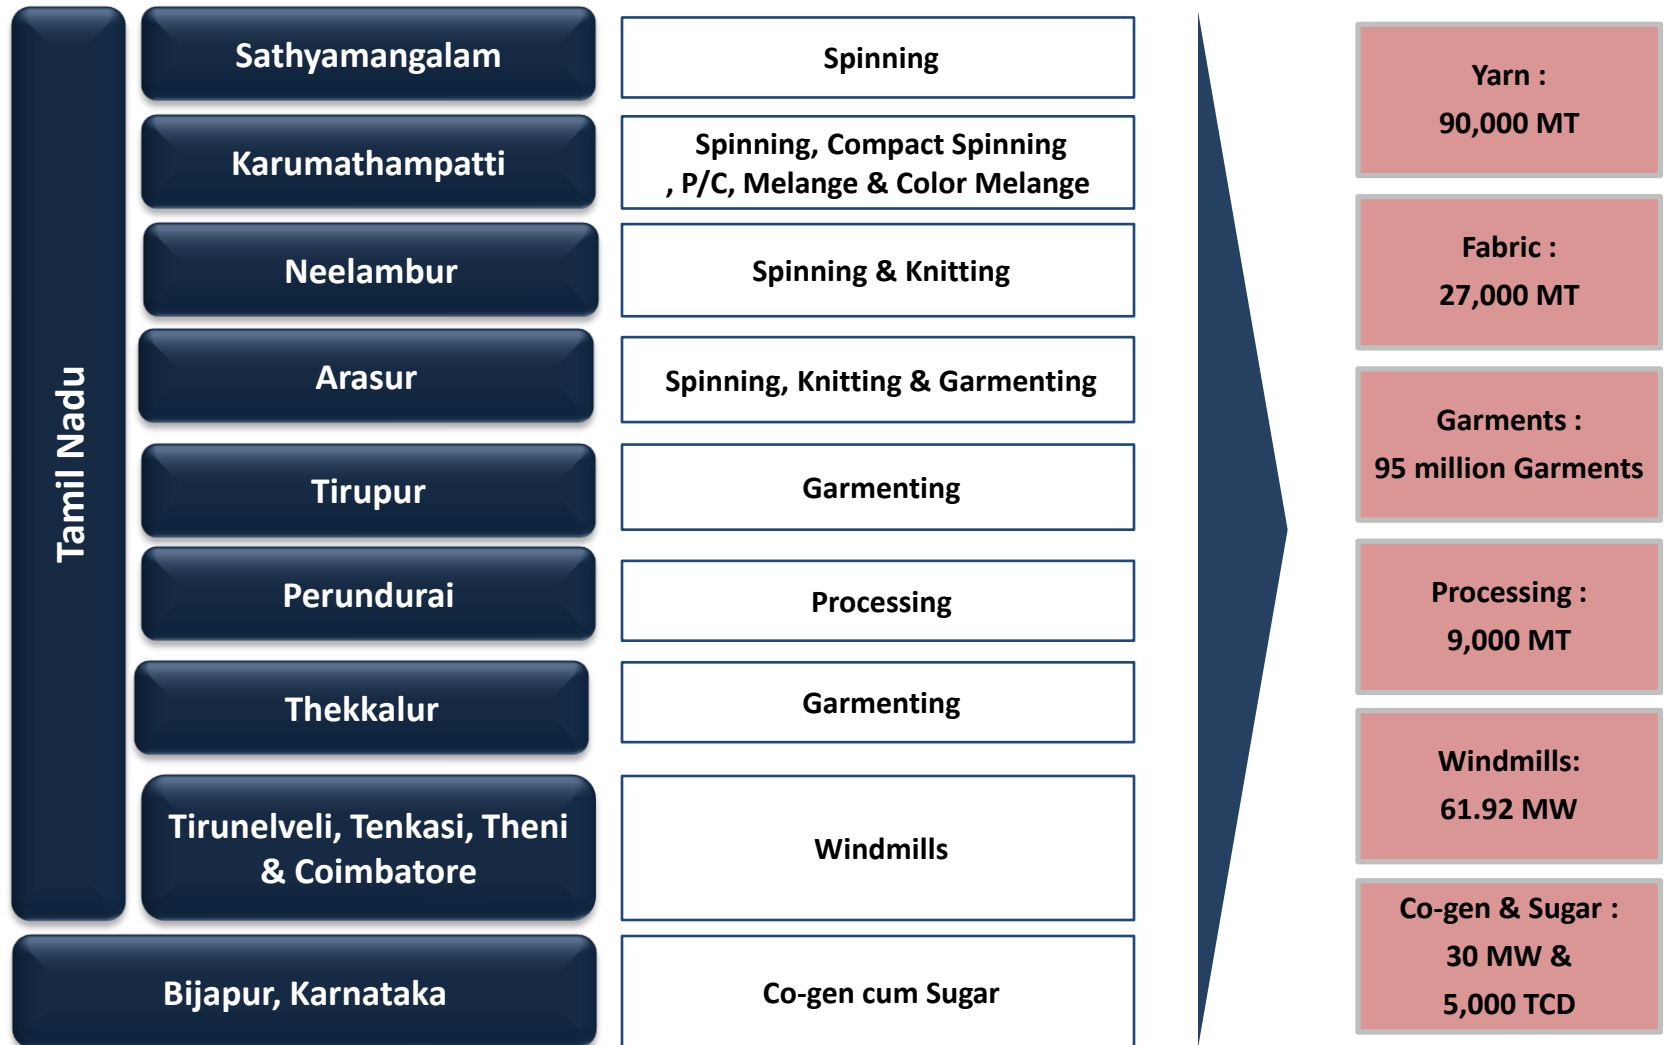 Tamil Nadu
Sathyamangalam
Spinning
Karumathampatti
Spinning, Compact Spinning
, P/C, Melange & Color Melange
Neelambur
Spinning & Knitting
Arasur
Spinning, Knitting & Garmenting
Tirupur
Garmenting
Perundurai
Processing
Thekkalur
Garmenting
Tirunelveli, Tenkasi, Theni
& Coimbatore
Windmills
Bijapur, Karnataka
Co-gen cum Sugar
Yarn :
90,000 MT
Fabric :
27,000 MT
Garments :
95 million Garments
Processing :
9,000 MT
Windmills:
61.92 MW
Co-gen & Sugar :
30 MW &
5,000 TCD